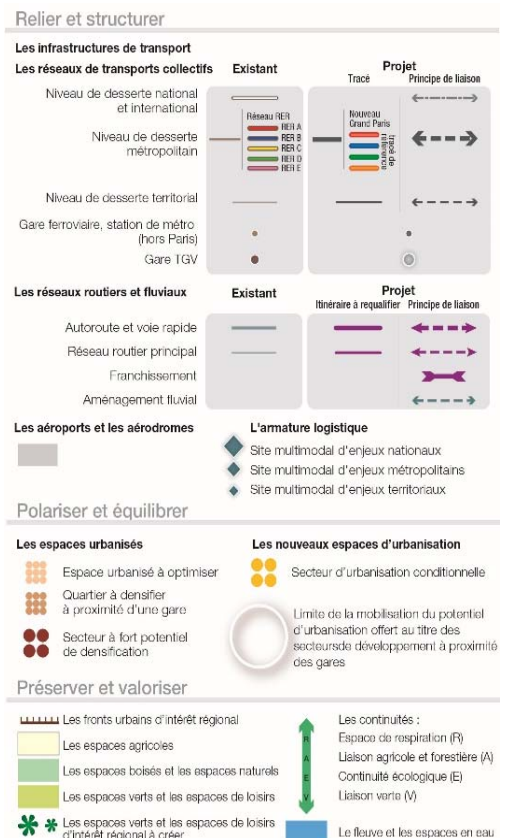 Relier et structurer
Les infrastructures de transport
Les réseaux de transports collectifs
Existant
Projet
Tracé
Principe de liaison
Niveau de desserte national
et international
Réseau RER
RER A
RER B
RER C
RER D
RER E
Nouveau
Grand Paris
tracé de
référence
Niveau de desserte
métropolitain
Niveau de desserte territorial
Gare ferroviaire, station de métro
(hors Paris)
Gare TGV
Les réseaux routiers et fluviaux
Existant
Projet
Itinéraire à requalifier
Principe de liaison
Autoroute et voie rapide
Réseau routier principal
Franchissement
Aménagement fluvial
Les aéroports et les aérodromes
L'armature logistique
Site multimodal d'enjeux nationaux
Site multimodal d'enjeux métropolitains
Site multimodal d'enjeux territoriaux
Polariser et équilibrer
Les espaces urbanisés
Espace urbanisé à optimiser
Quartier à densifier
à proximité d'une gare
Secteur à fort potentiel
de densification
Les nouveaux espaces d'urbanisation
Secteur d'urbanisation conditionnelle
Limite de la mobilisation du potentiel
d'urbanisation offert au titre des
secteursde développement à proximité
des gares
Préserver et valoriser
Les fronts urbains d'intérêt régional
Les espaces agricoles
Les espaces boisés et les espaces naturels
Les espaces verts et les espaces de loisirs
Les espaces verts et les espaces de loisirs
d'intérêt régional à créer
R
A
E
V
Les continuités :
Espace de respiration (R)
Liaison agricole et forestière (A)
Continuité écologique (E)
Liaison verte (V)
Le fleuve et les espaces en eau